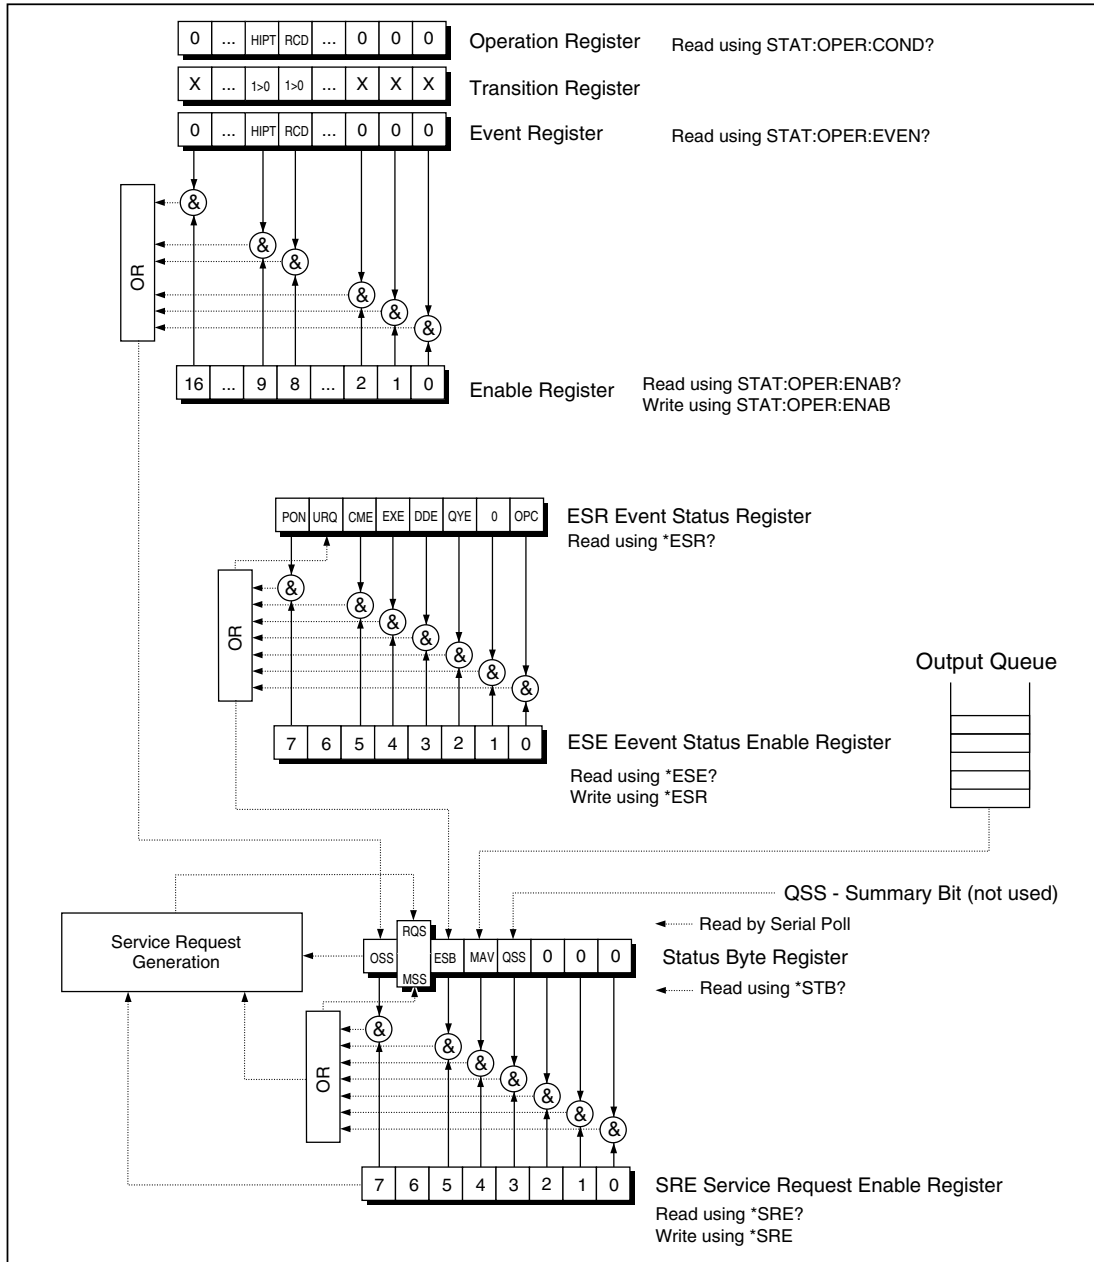 0 ... HIPT RCD ... 0 0 0 Operation Register Read using STAT:OPER:COND?
X ... 1>0 1>0 ... X X X Transition Register
0 ... HIPT RCD ... 0 0 0 Event Register Read using STAT:OPER:EVEN?
&
&
&
OR
&
&
&
16 ... 9 8 ... 2 1 0 Enable Register
Read using STAT:OPER:ENAB?
Write using STAT:OPER:ENAB
PON URQ CME EXE DDE QYE 0 OPC ESR Event Status Register
Read using *ESR?
&
&
&
OR
&
&
&
&
Output Queue
7 6 5 4 3 2 1 0 ESE Eevent Status Enable Register
Read using *ESE?
Write using *ESR
QSS - Summary Bit (not used)
Read by Serial Poll
Service Request
Generation
RQS
OSS ESB MAV QSS 0 0 0 Status Byte Register
MSS
Read using *STB?
&
&
&
OR
&
&
&
&
7 6 5 4 3 2 1 0 SRE Service Request Enable Register
Read using *SRE?
Write using *SRE